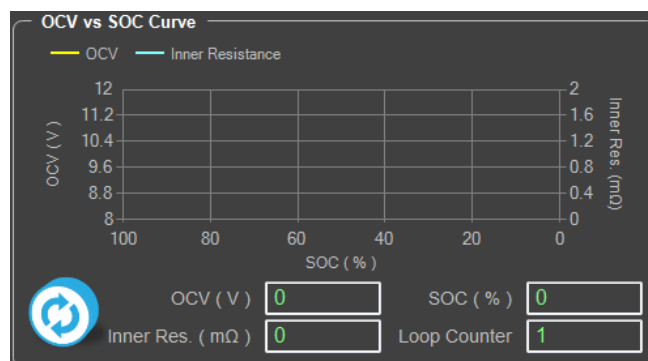 OCV vs SOC Curve
OCV Inner Resistance
12 2
11.2 1.6
10.4 1.2
9.6 0.8
8.8 0.4
8 0
OCV ( V )
Inner Res. (mΩ)
100 80 60 40 20 0
SOC ( % )
OCV ( V ) 0 SOC ( % ) 0
Inner Res. ( mΩ ) 0 Loop Counter 1